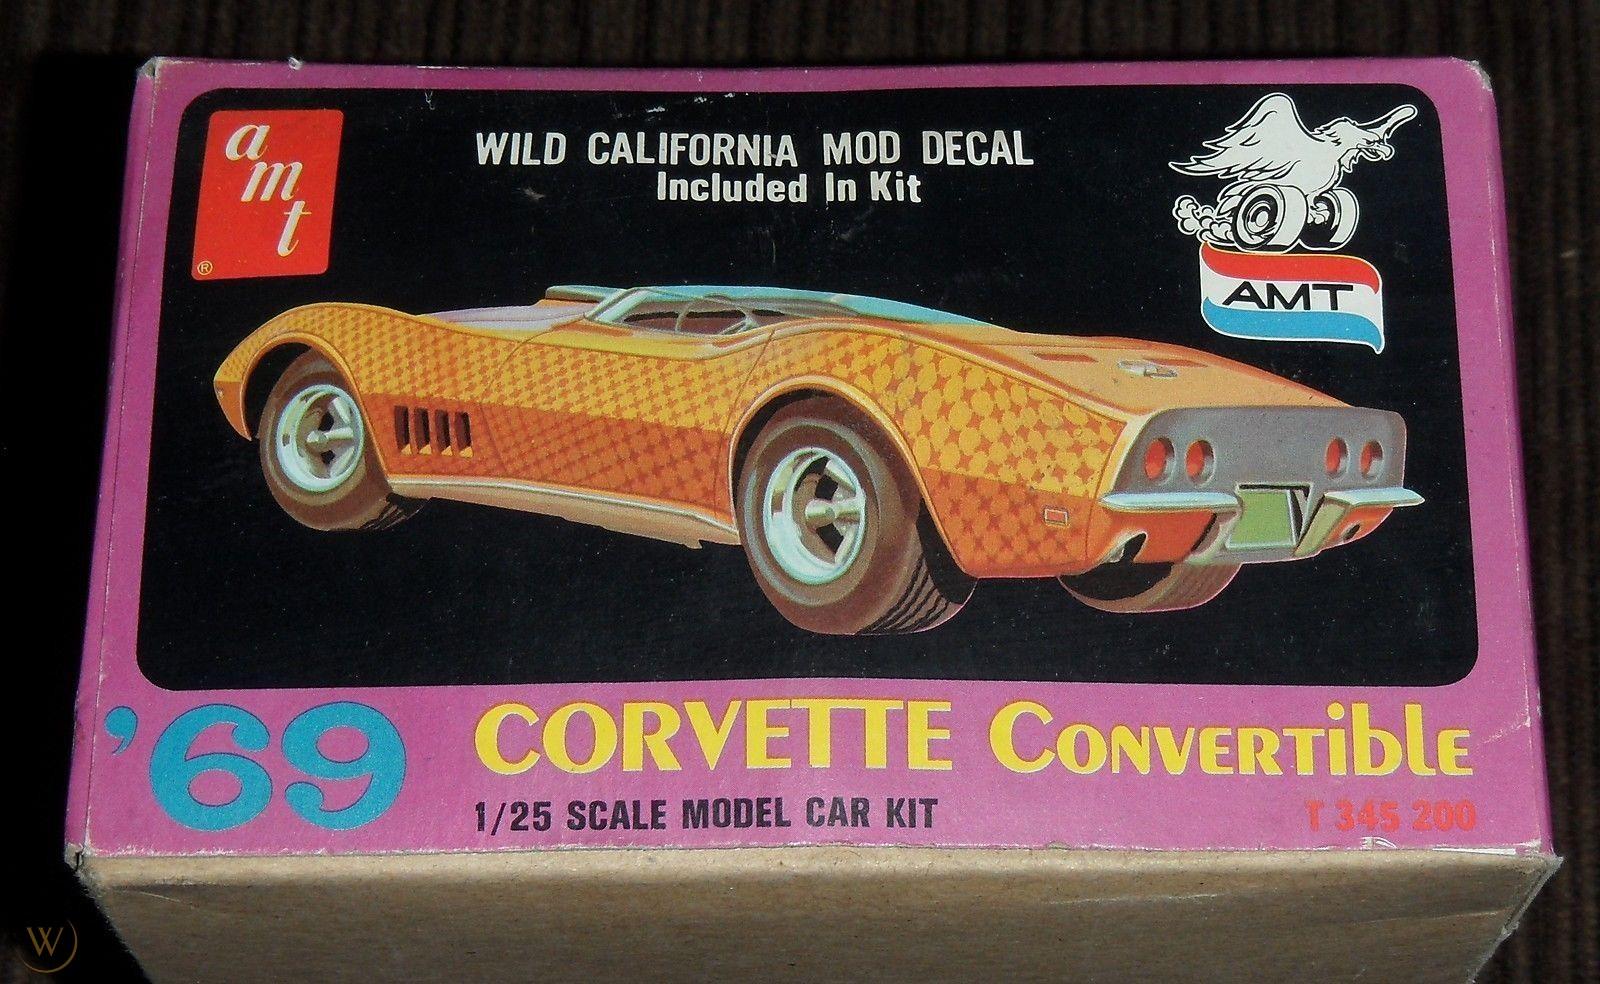 amt
®
WILD CALIFORNIA MOD DECAL
Included In Kit
AMT
'69 CORVETTE CONVERTiblE
1/25 SCALE MODEL CAR KIT
T 345 200
W